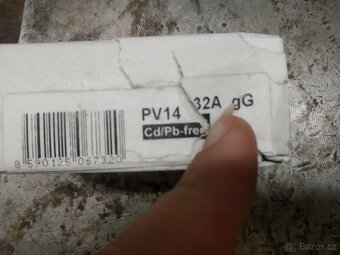 PV14 32A gG
Cd/Pb-free
8 590125 067320
Bazos.cz